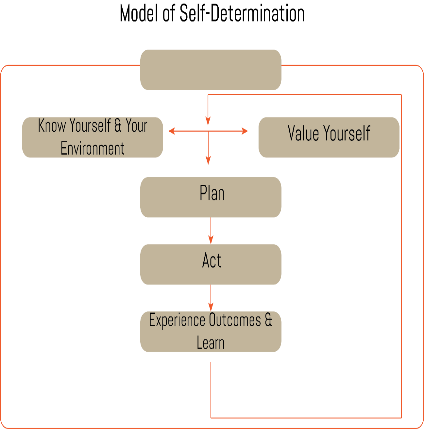 Model of Self-Determination
Know Yourself & Your
Environment
Value Yourself
Plan
Act
Experience Outcomes &
Learn